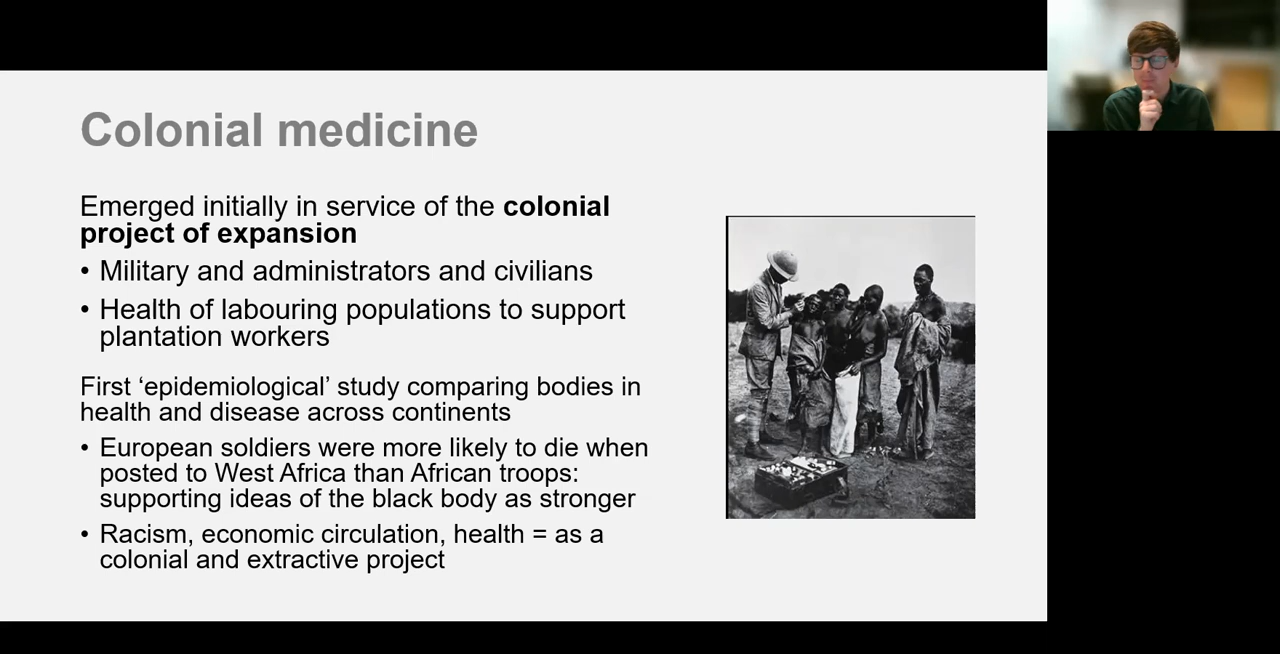 Colonial medicine
Emerged initially in service of the colonial
project of expansion
• Military and administrators and civilians
• Health of labouring populations to support
plantation workers
First ‘epidemiological’ study comparing bodies in
health and disease across continents
• European soldiers were more likely to die when
posted to West Africa than African troops:
supporting ideas of the black body as stronger
• Racism, economic circulation, health = as a
colonial and extractive project